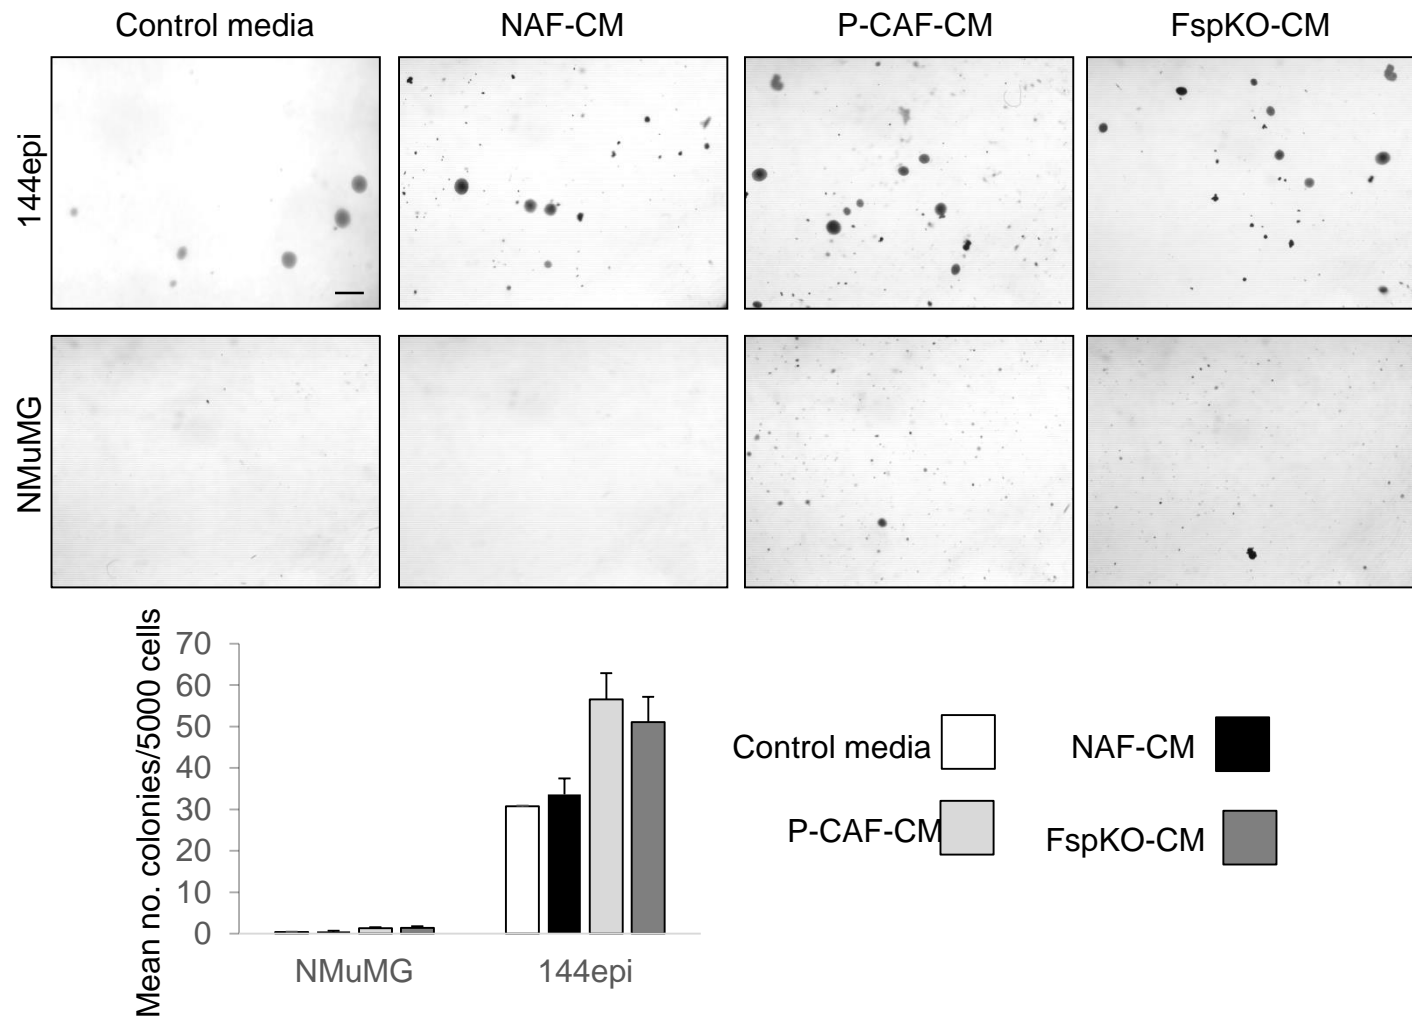 Control media
NAF-CM
P-CAF-CM
FspKO-CM
144epi
NMuMG
Mean no. colonies/5000 cells
70
60
50
40
30
20
10
0
NMuMG
144epi
Control media
NAF-CM
P-CAF-CM
FspKO-CM